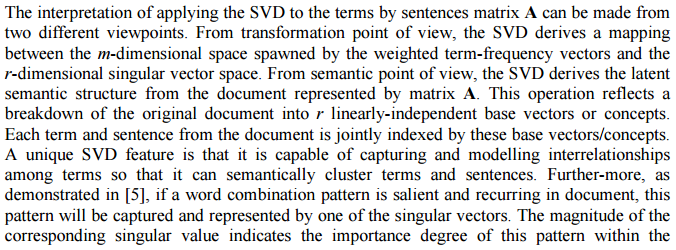 The interpretation of applying the SVD to the terms by sentences matrix A can be made from
two different viewpoints. From transformation point of view, the SVD derives a mapping
between the m-dimensional space spawned by the weighted term-frequency vectors and the
r-dimensional singular vector space. From semantic point of view, the SVD derives the latent
semantic structure from the document represented by matrix A. This operation reflects a
breakdown of the original document into r linearly-independent base vectors or concepts.
Each term and sentence from the document is jointly indexed by these base vectors/concepts.
A unique SVD feature is that it is capable of capturing and modelling interrelationships
among terms so that it can semantically cluster terms and sentences. Further-more, as
demonstrated in [5], if a word combination pattern is salient and recurring in document, this
pattern will be captured and represented by one of the singular vectors. The magnitude of the
corresponding singular value indicates the importance degree of this pattern within the